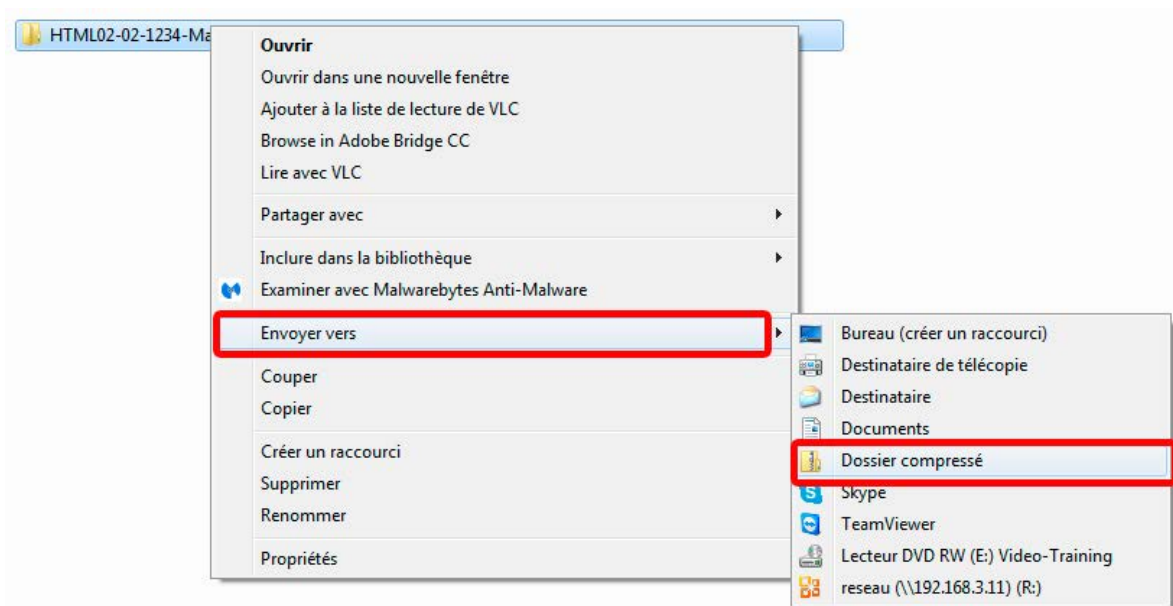 HTML02-02-1234-Ma
Ouvrir
Ouvrir dans une nouvelle fenêtre
Ajouter à la liste de lecture de VLC
Browse in Adobe Bridge CC
Lire avec VLC
Partager avec
Inclure dans la bibliothèque
Examiner avec Malwarebytes Anti-Malware
Envoyer vers
Couper
Copier
Créer un raccourci
Supprimer
Renommer
Propriétés
Bureau (créer un raccourci)
Destinataire de télécopie
Destinataire
Documents
Dossier compressé
Skype
TeamViewer
Lecteur DVD RW (E:) Video-Training
reseau (\\192.168.3.11) (R:)